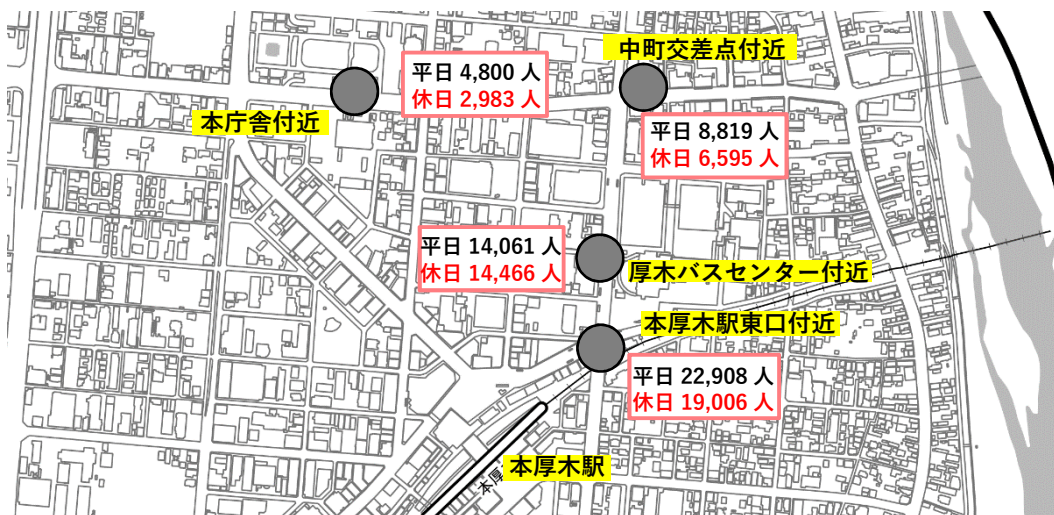 中町交差点付近
平日 4,800 人
休日 2,983 人
本庁舎付近
平日 8,819 人
休日 6,595 人
平日 14,061 人
休日 14,466 人
厚木バスセンター付近
本厚木駅東口付近
平日 22,908 人
休日 19,006 人
本厚木駅
本厚